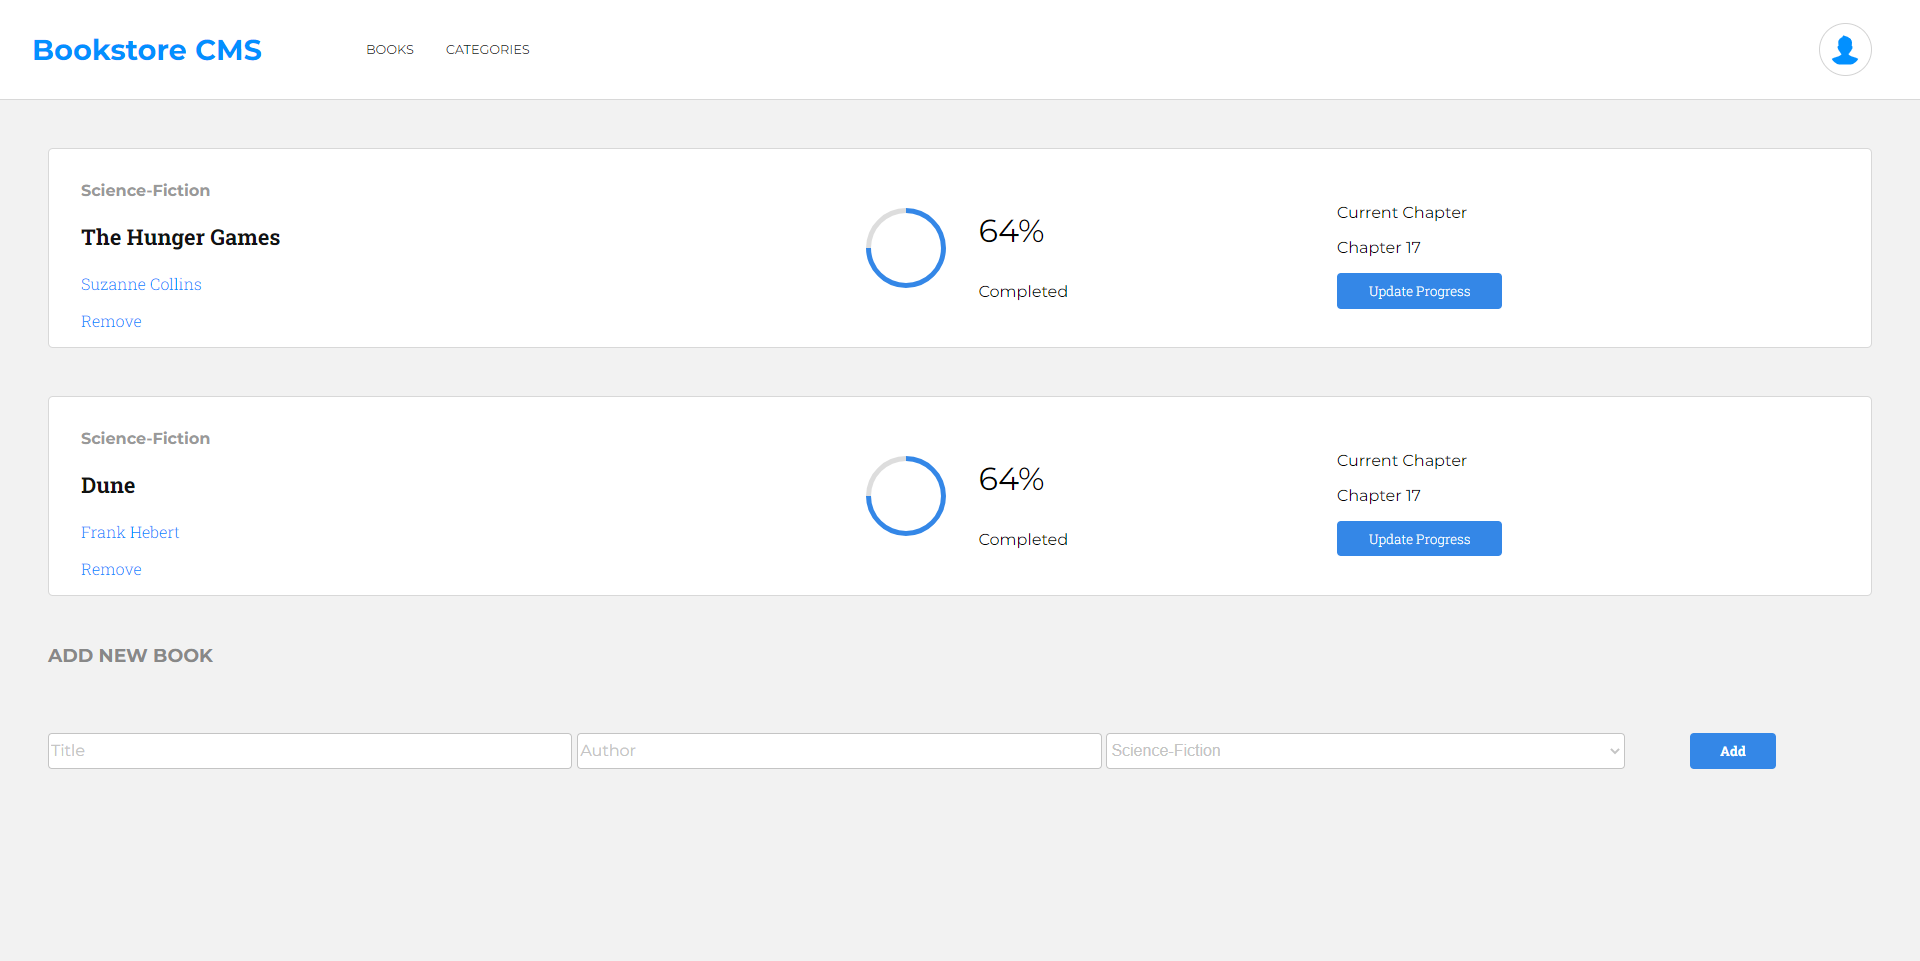 Bookstore CMS
BOOKS
CATEGORIES
Science-Fiction
The Hunger Games
Suzanne Collins
Remove
64%
Completed
Current Chapter
Chapter 17
Update Progress
Science-Fiction
Dune
Frank Hebert
Remove
64%
Completed
Current Chapter
Chapter 17
Update Progress
ADD NEW BOOK
Title
Author
Science-Fiction
Add